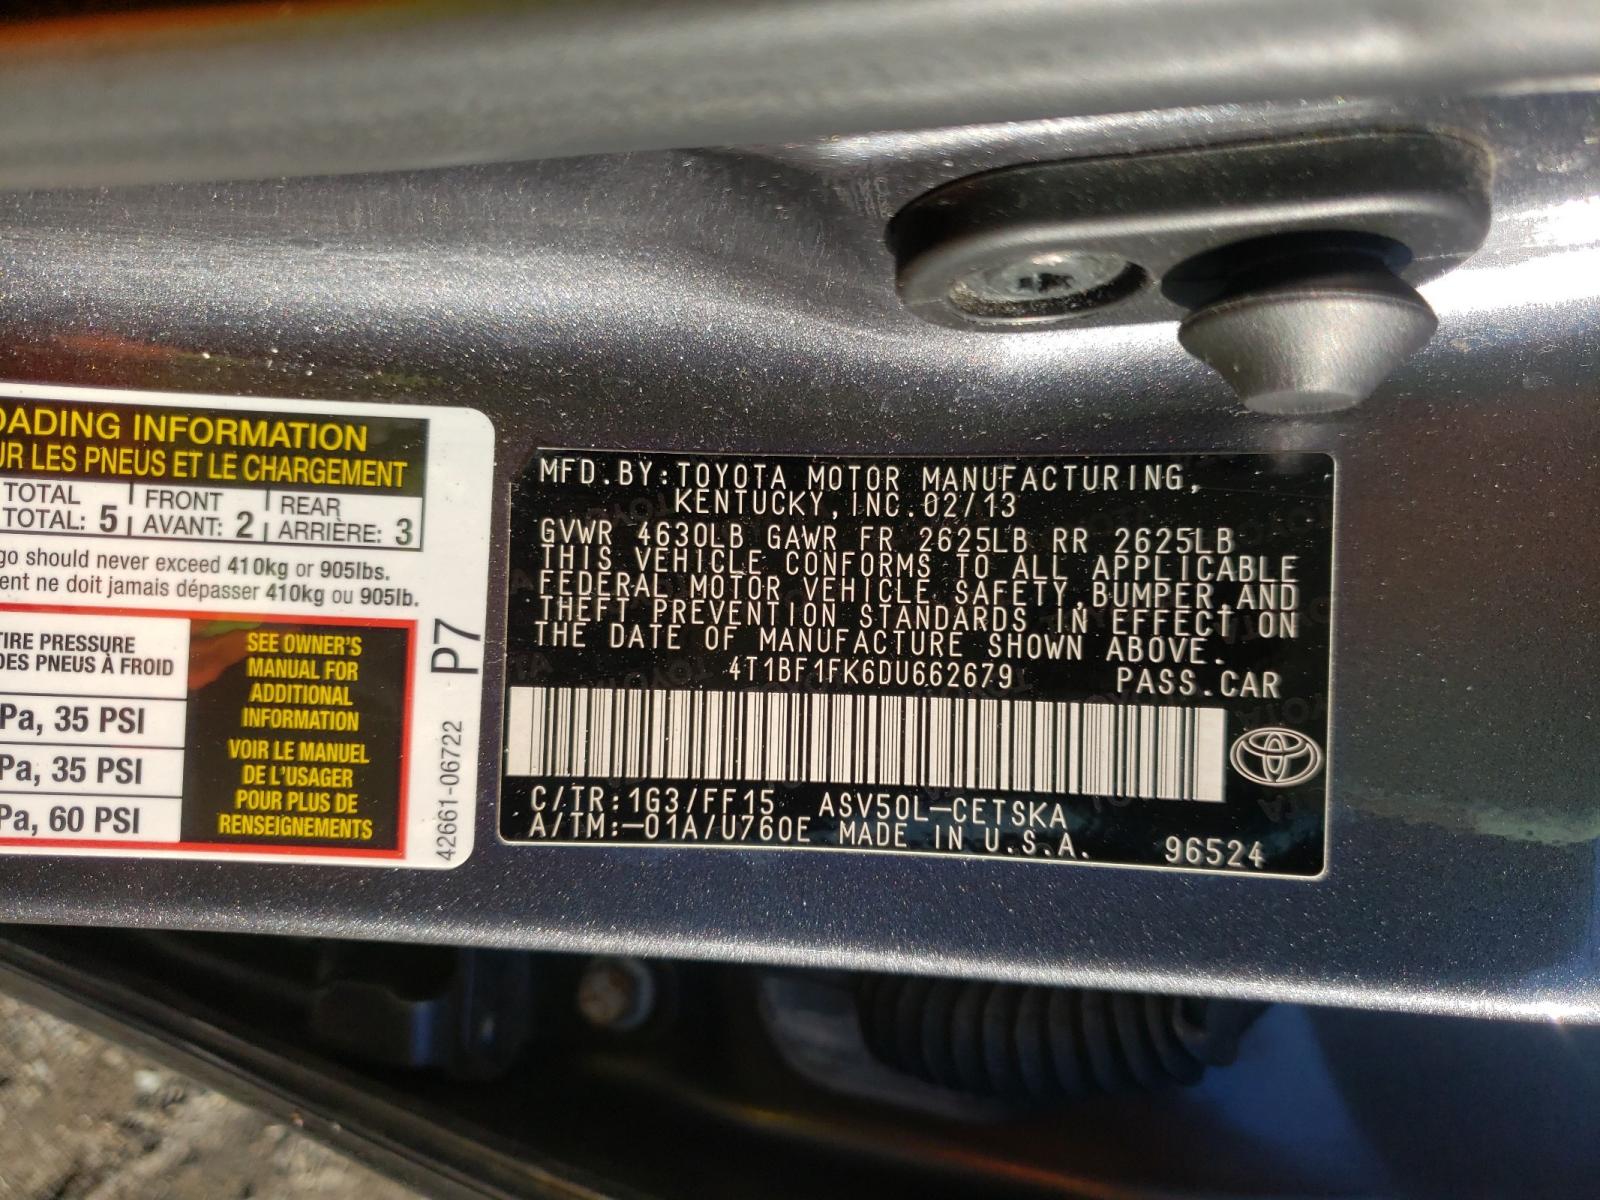 OADING INFORMATION
UR LES PNEUS ET LE CHARGEMENT
TOTAL FRONT REAR
TOTAL: 5 AVANT: 2 ARRIÈRE: 3
go should never exceed 410kg or 905lbs.
ent ne doit jamais dépasser 410kg ou 905lb.
TIRE PRESSURE
DES PNEUS À FROID
Pa, 35 PSI
Pa, 35 PSI
Pa, 60 PSI
SEE OWNER'S
MANUAL FOR
ADDITIONAL
INFORMATION
VOIR LE MANUEL
DE L'USAGER
POUR PLUS DE
RENSEIGNEMENTS
P7
42661-06722
MFD.BY:TOYOTA MOTOR MANUFACTURING,
KENTUCKY,INC.02/13
GVWR 4630LB GAWR FR 2625LB RR 2625LB
THIS VEHICLE CONFORMS TO ALL APPLICABLE
FEDERAL MOTOR VEHICLE SAFETY,BUMPER,AND
THEFT PREVENTION STANDARDS IN EFFECT ON
THE DATE OF MANUFACTURE SHOWN ABOVE.
4T1BF1FK6DU662679 PASS.CAR
C/TR:1G3/FF15 ASV50L-CETSKA
A/TM:-01A/U760E MADE IN U.S.A. 96524